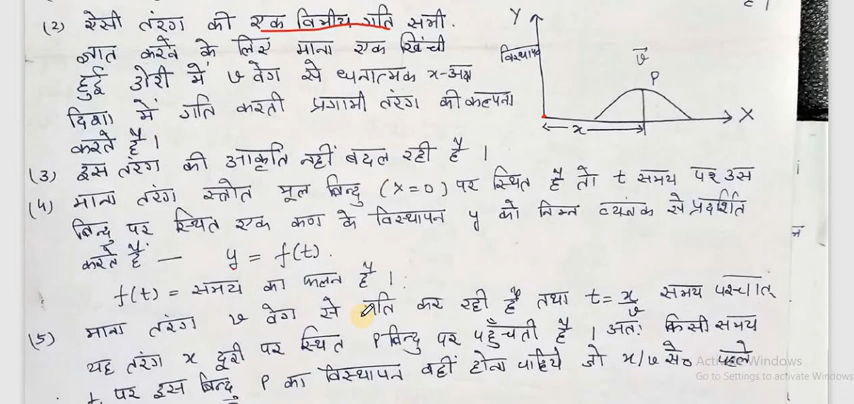 (2) ऐसी तरंग की एक विमीय गति समी.
ज्ञात करने के लिए माना एक खिंची
हुई डोरी में v वेग से धनात्मक x-अक्ष
दिशा में गति करती प्रगामी तरंग की कल्पना
करते हैं ।
(3) इस तरंग की आकृति नहीं बदल रही है ।
(4) माना तरंग स्त्रोत मूल बिन्दु (x=0) पर स्थित है तो t समय पर उस
बिन्दु पर स्थित एक कण के विस्थापन y को निम्न व्यंजक से प्रदर्शित
करते हैं — y = f(t).
f(t) = समय का फलन है ।
(5) माना तरंग v वेग से गति कर रही है तथा t = x/v समय पश्चात्
यह तरंग x दूरी पर स्थित P बिन्दु पर पहुँचती है । अतः किसी समय
t पर इस बिन्दु P का विस्थापन वही होना चाहिये जो x/v से० पहले
Y
विस्थापन
v
P
X
x
Activate Windows
Go to Settings to activate Windows